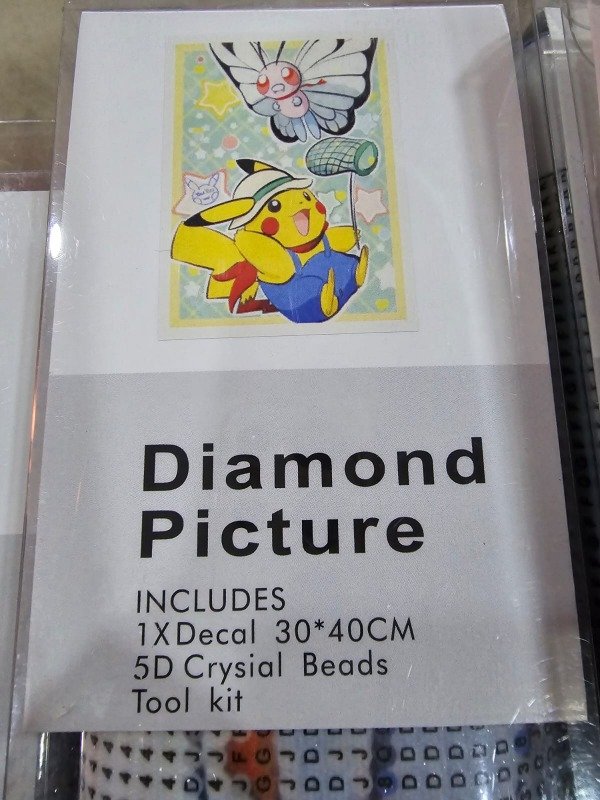 Diamond
Picture
INCLUDES
1XDecal 30*40CM
5D Crysial Beads
Tool kit